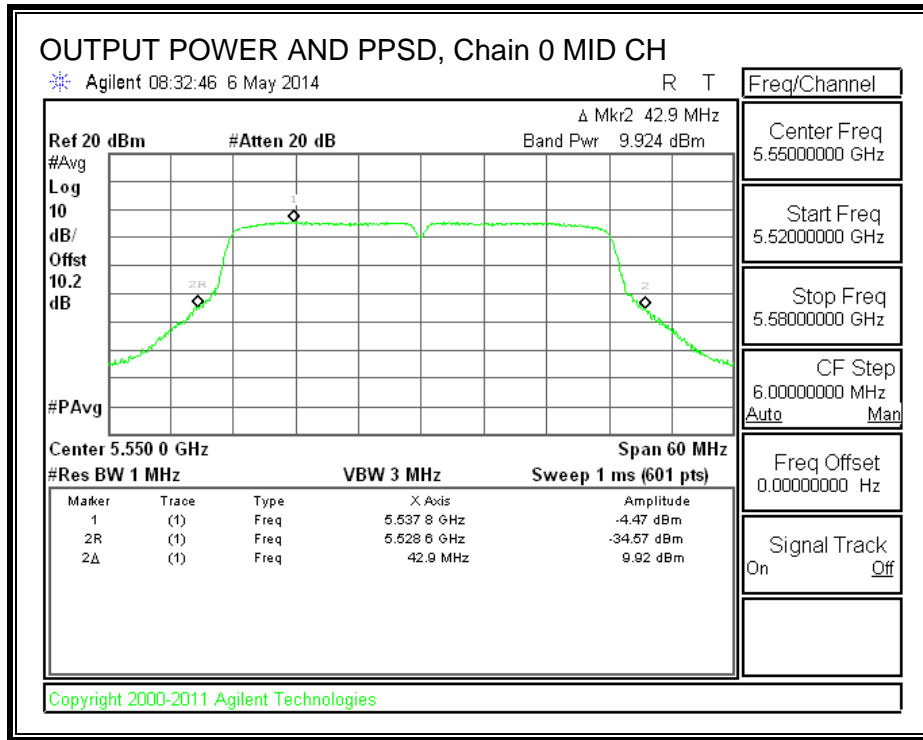 OUTPUT POWER AND PPSD, Chain 0 MID CH
Agilent 08:32:46 6 May 2014 R T
Freq/Channel
Δ Mkr2 42.9 MHz
Ref 20 dBm #Atten 20 dB Band Pwr 9.924 dBm
#Avg
Log
10
dB/
Offst
10.2
dB
#PAvg
1
2R
2
Center 5.550 0 GHz Span 60 MHz
#Res BW 1 MHz VBW 3 MHz Sweep 1 ms (601 pts)
Marker Trace Type X Axis Amplitude
1 (1) Freq 5.537 8 GHz -4.47 dBm
2R (1) Freq 5.528 6 GHz -34.57 dBm
2Δ (1) Freq 42.9 MHz 9.92 dBm
Center Freq
5.55000000 GHz
Start Freq
5.52000000 GHz
Stop Freq
5.58000000 GHz
CF Step
6.00000000 MHz
Auto Man
Freq Offset
0.00000000 Hz
Signal Track
On Off
Copyright 2000-2011 Agilent Technologies